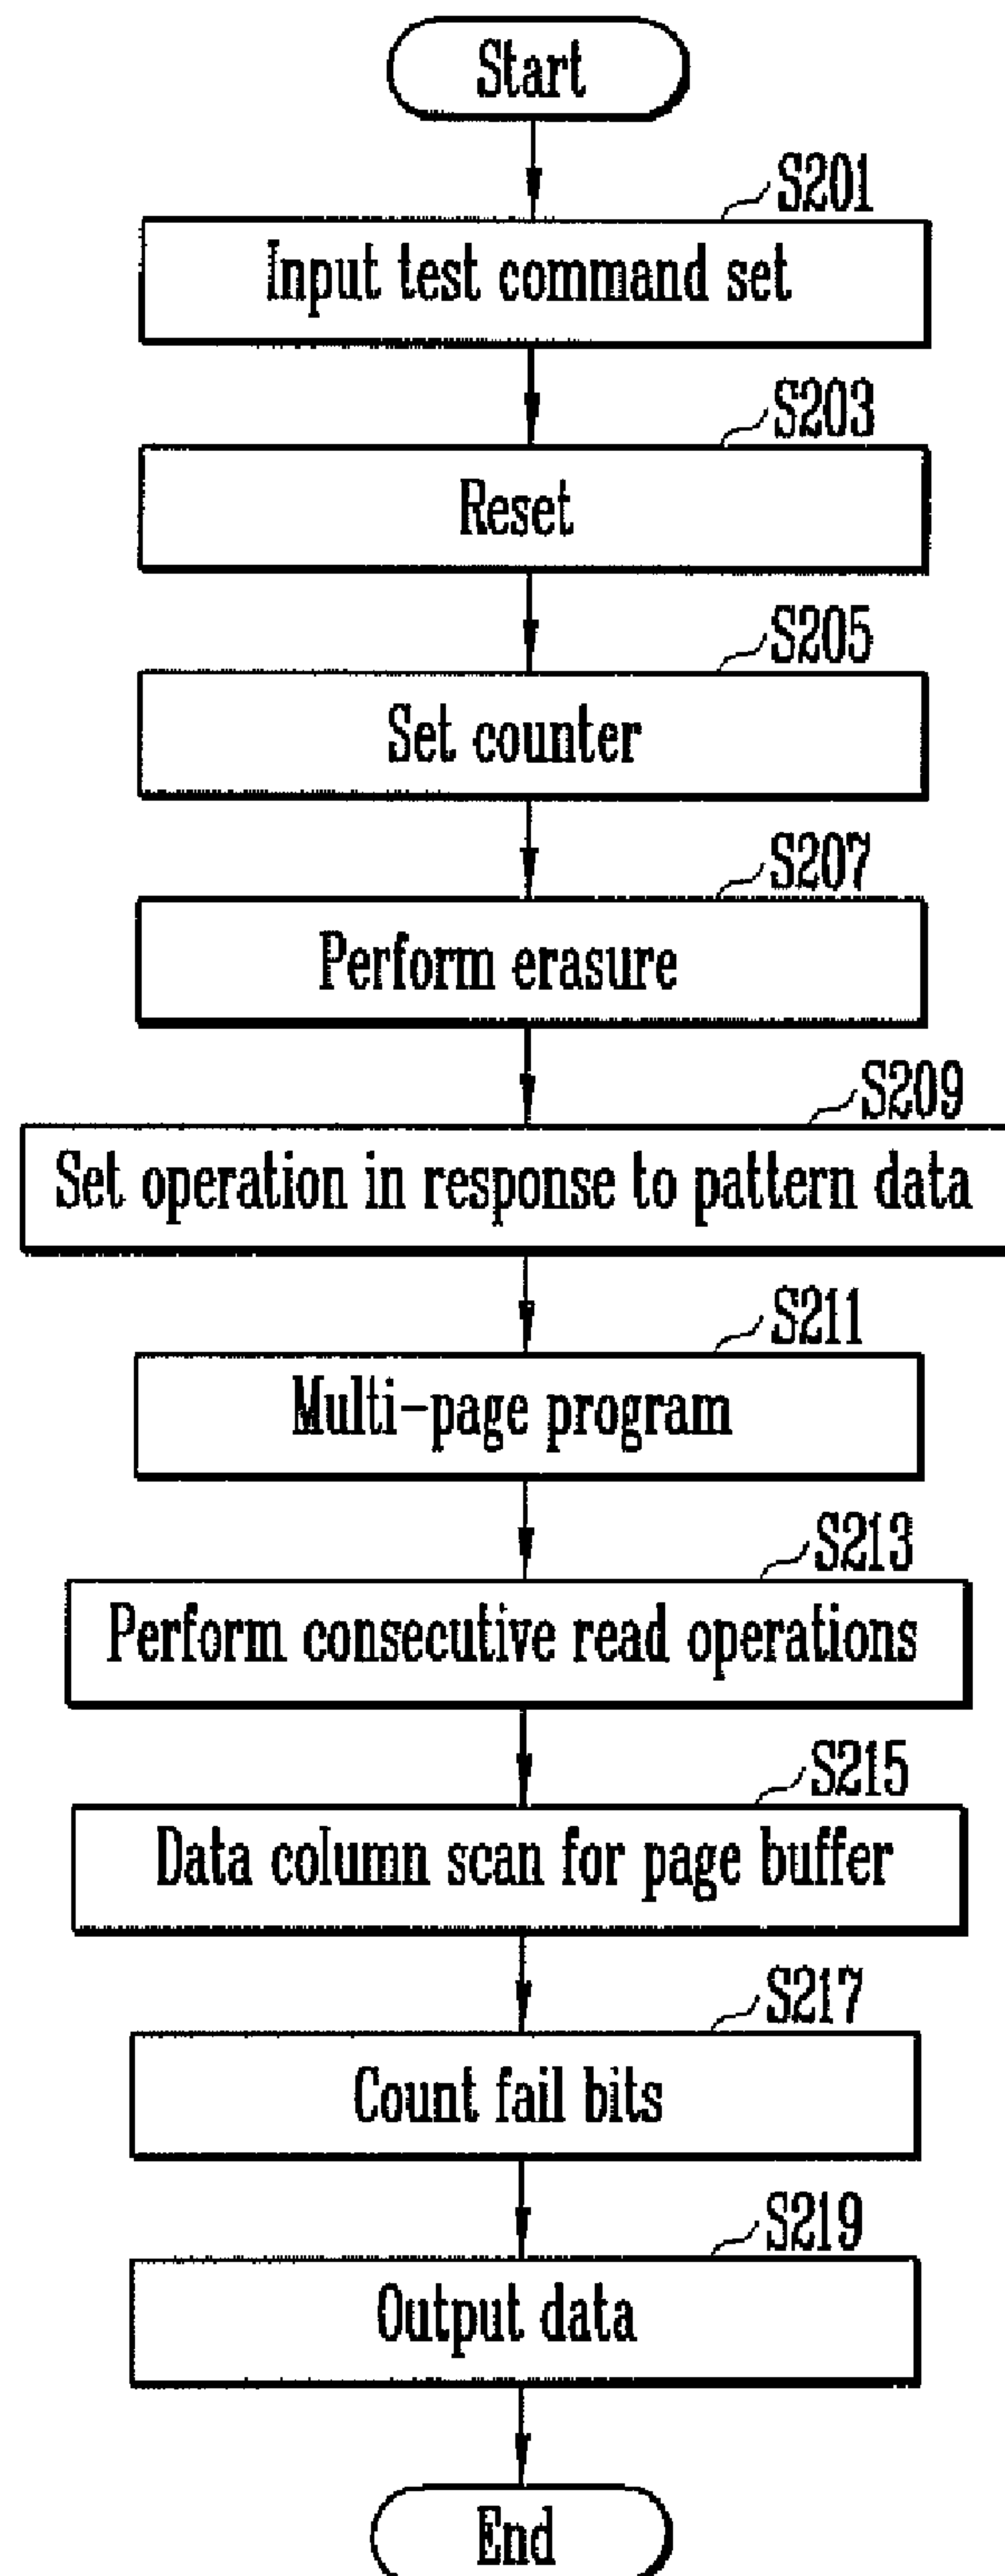 Start
S201
Input test command set
S203
Reset
S205
Set counter
S207
Perform erasure
S209
Set operation in response to pattern data
S211
Multi-page program
S213
Perform consecutive read operations
S215
Data column scan for page buffer
S217
Count fail bits
S219
Output data
End